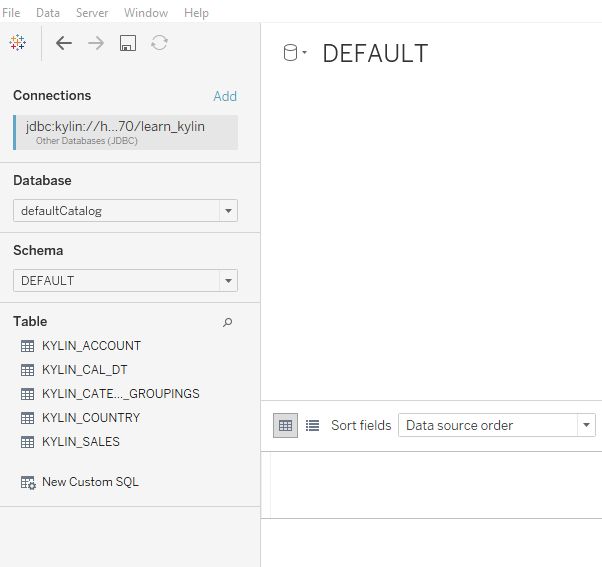 File Data Server Window Help
DEFAULT
Connections Add
jdbc:kylin://h...70/learn_kylin
Other Databases (JDBC)
Database
defaultCatalog
Schema
DEFAULT
Table
KYLIN_ACCOUNT
KYLIN_CAL_DT
KYLIN_CATE..._GROUPINGS
KYLIN_COUNTRY
KYLIN_SALES
New Custom SQL
Sort fields Data source order